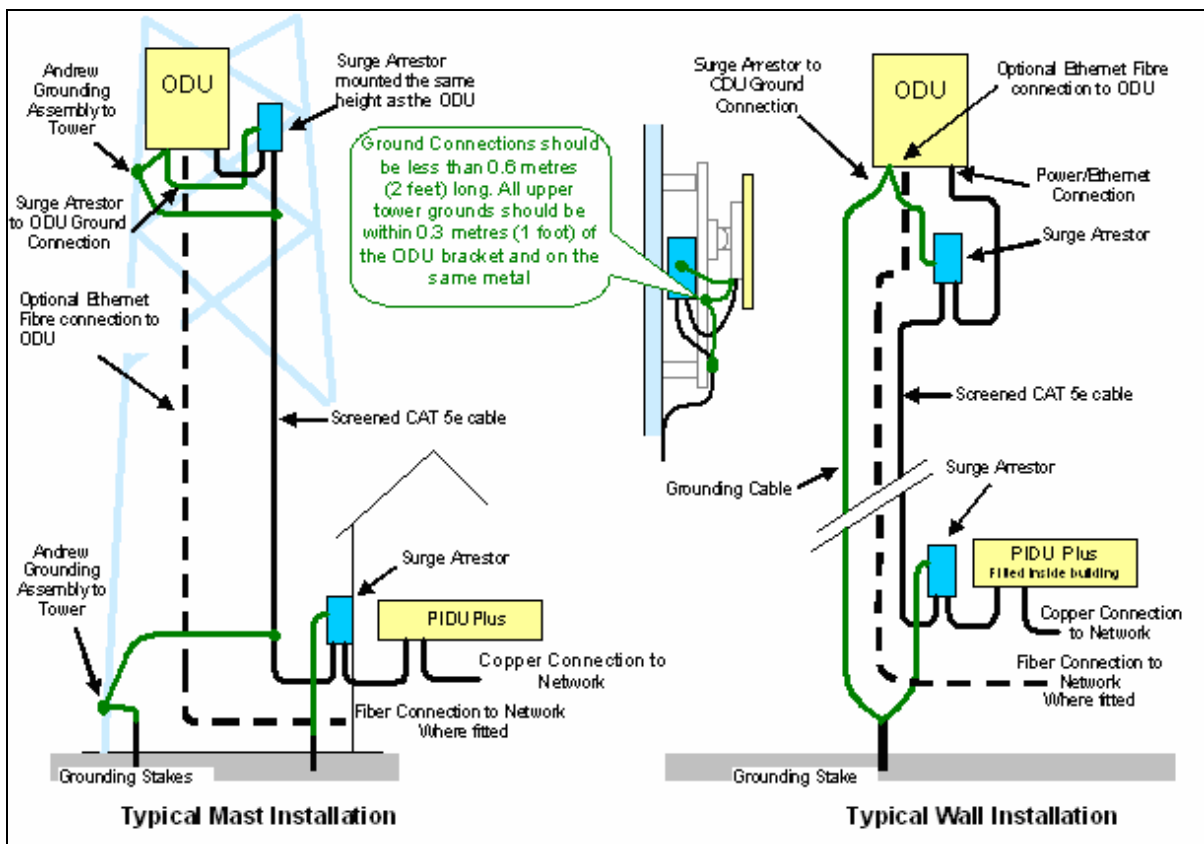 Andrew
Grounding
Assembly to
Tower
ODU
Surge Arrestor
mounted the same
height as the ODU
Surge Arrestor
to ODU Ground
Connection
Optional Ethernet
Fibre connection to
ODU
Screened CAT 5e cable
Andrew
Grounding
Assembly to
Tower
Surge Arrestor
PIDU Plus
Copper Connection to
Network
Fiber Connection to Network
Where fitted
Grounding Stakes
Typical Mast Installation
Ground Connections should
be less than 0.6 metres
(2 feet) long. All upper
tower grounds should be
within 0.3 metres (1 foot) of
the ODU bracket and on the
same metal
Surge Arrestor to
ODU Ground
Connection
Optional Ethernet Fibre
connection to ODU
ODU
Power/Ethernet
Connection
Surge Arrestor
Screened CAT 5e cable
Grounding Cable
Surge Arrestor
PIDU Plus
Fitted inside building
Copper Connection
to Network
Fiber Connection to
Network
Where fitted
Grounding Stake
Typical Wall Installation